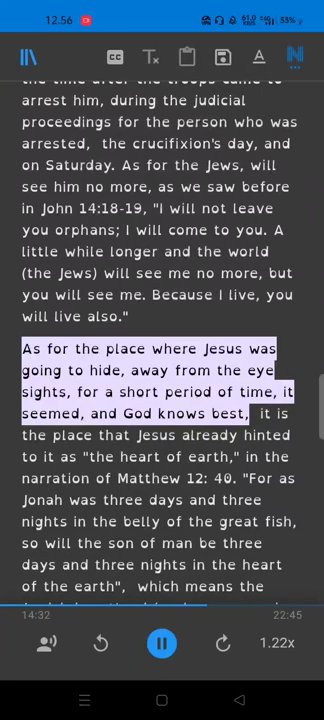 12.56
61.0
KB/S
53%
the time after the troops came to
arrest him, during the judicial
proceedings for the person who was
arrested, the crucifixion's day, and
on Saturday. As for the Jews, will
see him no more, as we saw before
in John 14:18-19, "I will not leave
you orphans; I will come to you. A
little while longer and the world
(the Jews) will see me no more, but
you will see me. Because I live, you
will live also."
As for the place where Jesus was
going to hide, away from the eye
sights, for a short period of time, it
seemed, and God knows best, it is
the place that Jesus already hinted
to it as "the heart of earth," in the
narration of Matthew 12: 40. "For as
Jonah was three days and three
nights in the belly of the great fish,
so will the son of man be three
days and three nights in the heart
of the earth", which means the
14:32
22:45
1.22x